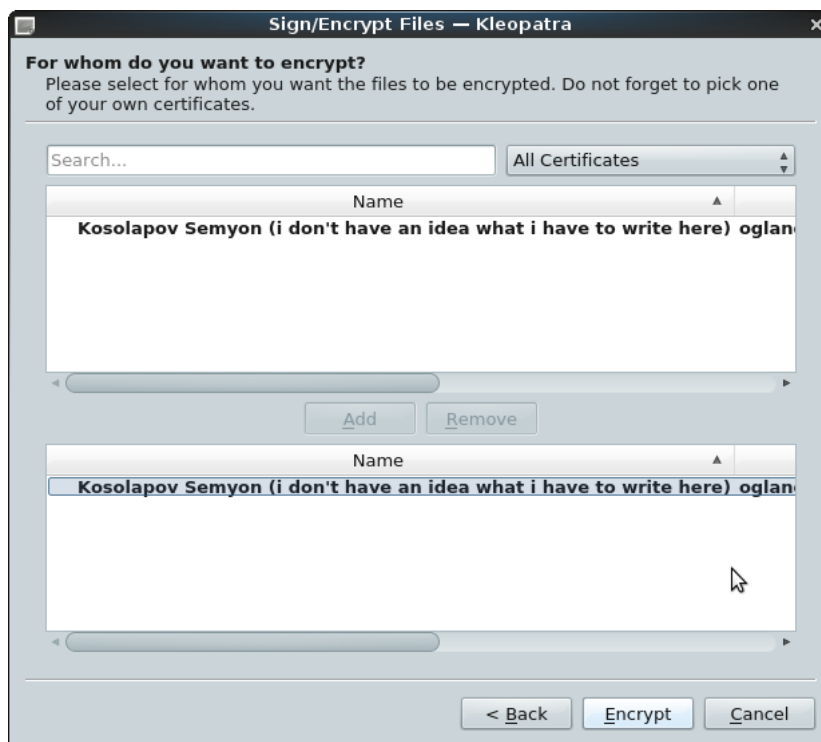 Sign/Encrypt Files — Kleopatra
For whom do you want to encrypt?
Please select for whom you want the files to be encrypted. Do not forget to pick one
of your own certificates.
Search... All Certificates
Name
Kosolapov Semyon (i don't have an idea what i have to write here)
Add Remove
Name
Kosolapov Semyon (i don't have an idea what i have to write here)
< Back Encrypt Cancel